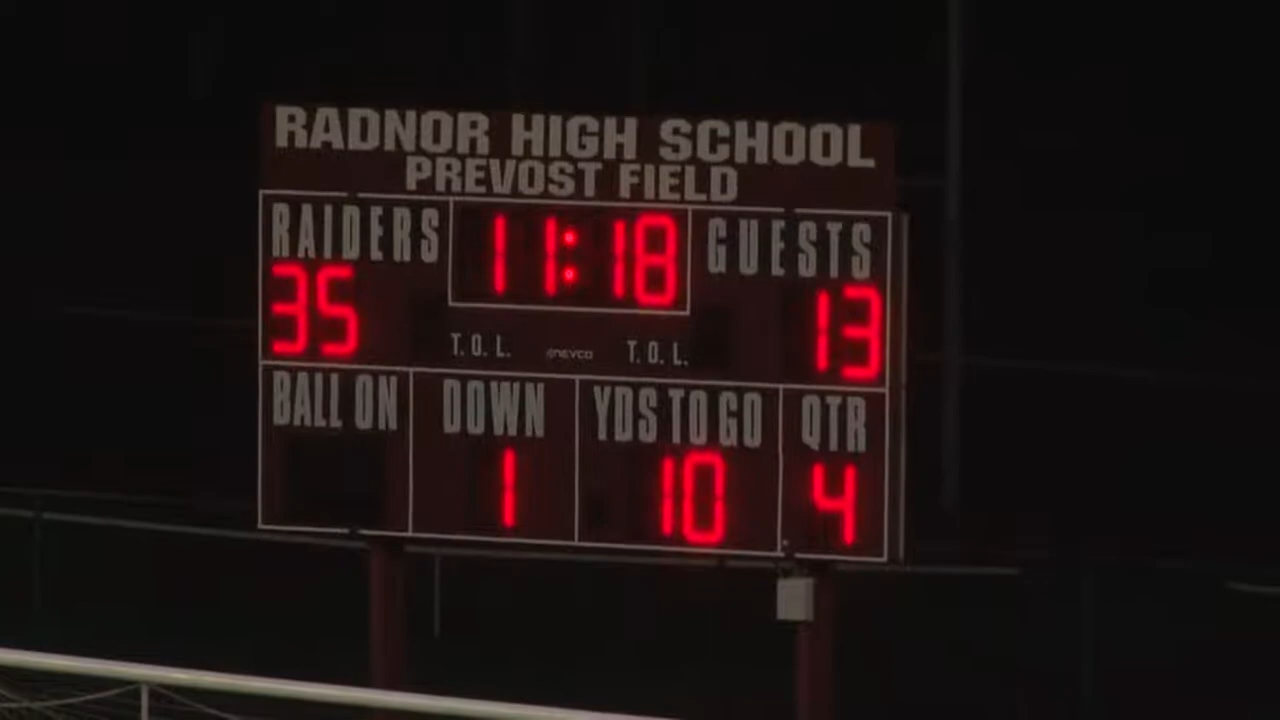 RADNOR HIGH SCHOOL
PREVOST FIELD
RAIDERS
11:18
GUESTS
35
13
T. O. L.
NEVCO
T. O. L.
BALL ON
DOWN
YDS TO GO
QTR
1
10
4